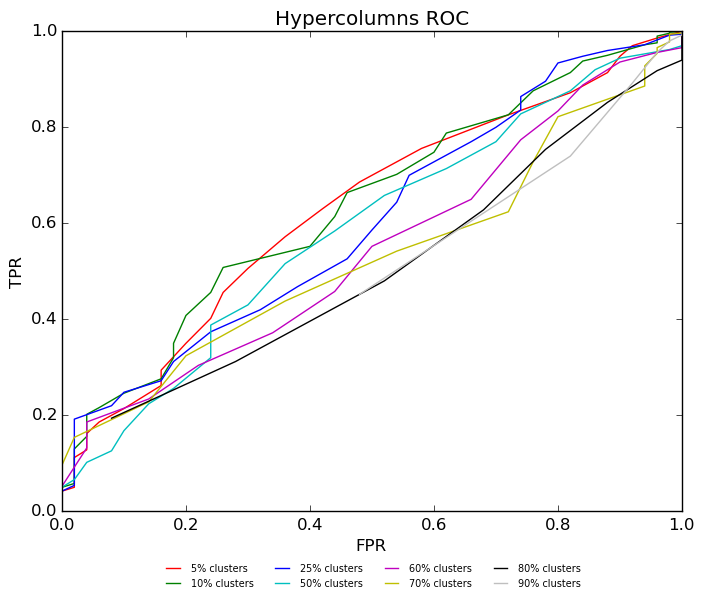 Hypercolumns ROC
1.0
0.8
0.6
0.4
0.2
0.0
TPR
0.0 0.2 0.4 0.6 0.8 1.0
FPR
5% clusters 25% clusters 60% clusters 80% clusters
10% clusters 50% clusters 70% clusters 90% clusters